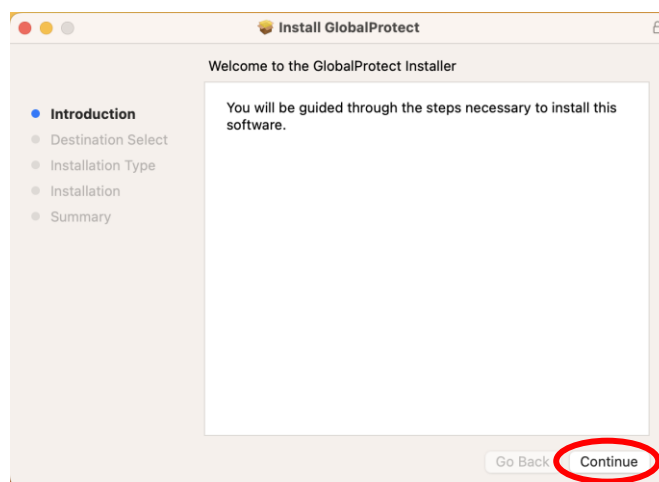 Install GlobalProtect
Welcome to the GlobalProtect Installer
Introduction
Destination Select
Installation Type
Installation
Summary
You will be guided through the steps necessary to install this
software.
Go Back
Continue